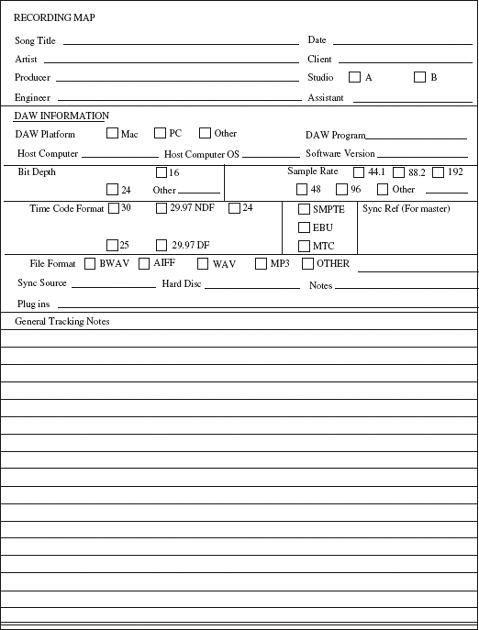 RECORDING MAP
Song Title Date
Artist Client
Producer Studio A B
Engineer Assistant
DAW INFORMATION
DAW Platform Mac PC Other DAW Program
Host Computer Host Computer OS Software Version
Bit Depth 16 Sample Rate 44.1 88.2 192
24 Other 48 96 Other
Time Code Format 30 29.97 NDF 24 SMPTE Sync Ref (For master)
EBU
25 29.97 DF MTC
File Format BWAV AIFF WAV MP3 OTHER
Sync Source Hard Disc Notes
Plug ins
General Tracking Notes